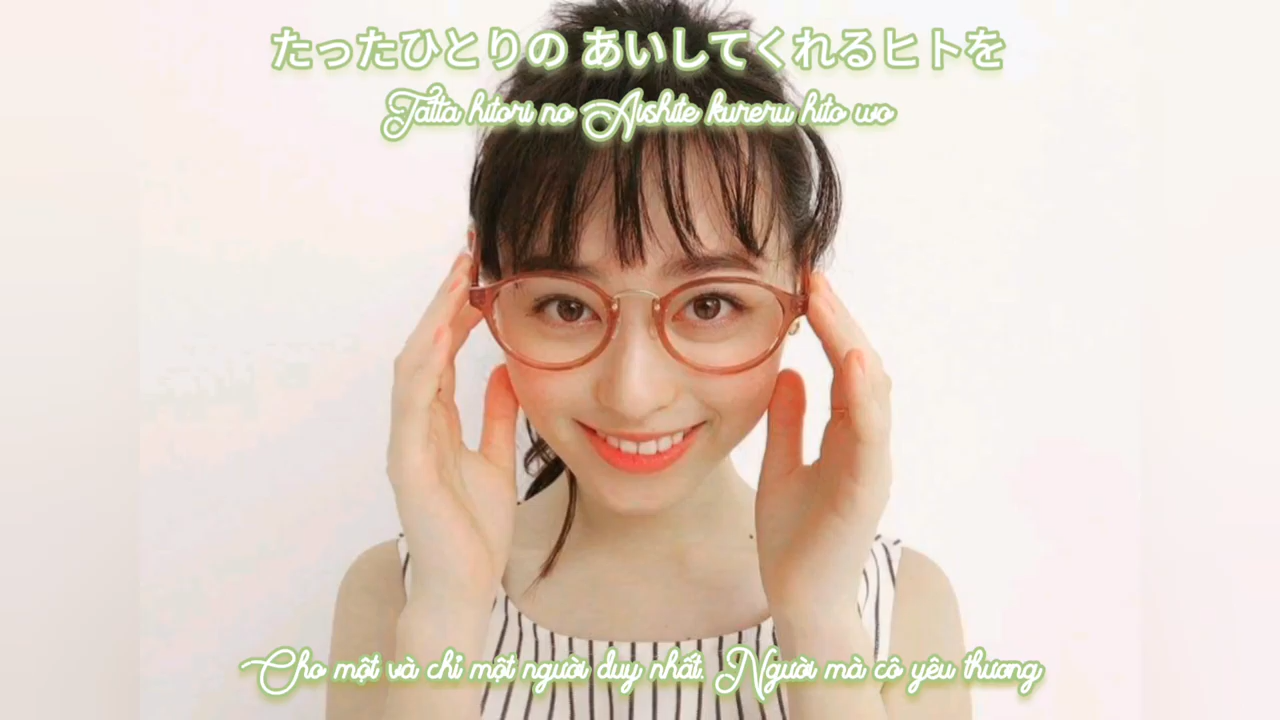 たったひとりの あいしてくれるヒトを
Tatta hitori no Aishite kureru hito wo
Cho một và chỉ một người duy nhất. Người mà cô yêu thương